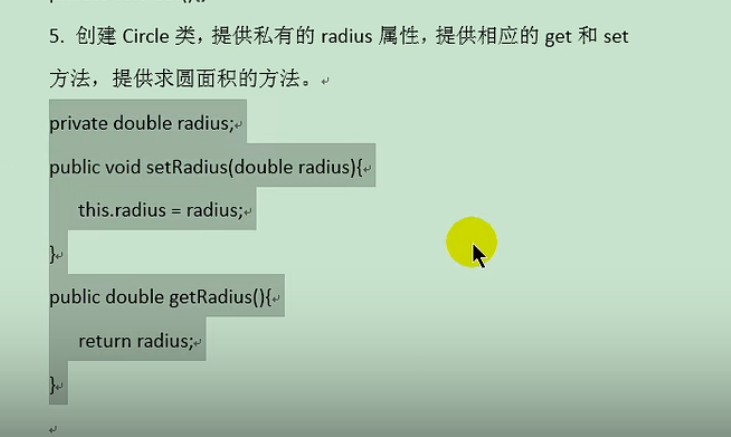 5. 创建 Circle 类，提供私有的 radius 属性，提供相应的 get 和 set
方法，提供求圆面积的方法。
private double radius;
public void setRadius(double radius){
this.radius = radius;
}
public double getRadius(){
return radius;
}